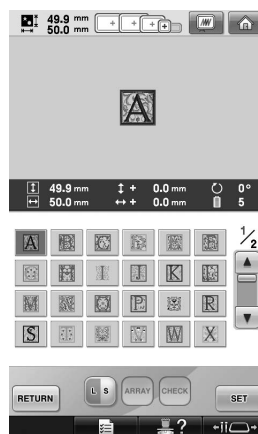 49.9 mm
50.0 mm
A
49.9 mm 0.0 mm 0°
50.0 mm 0.0 mm 5
1/2
A B C D E F
G H I J K L
M N O P Q R
S T U V W X
RETURN L S ARRAY CHECK SET
?